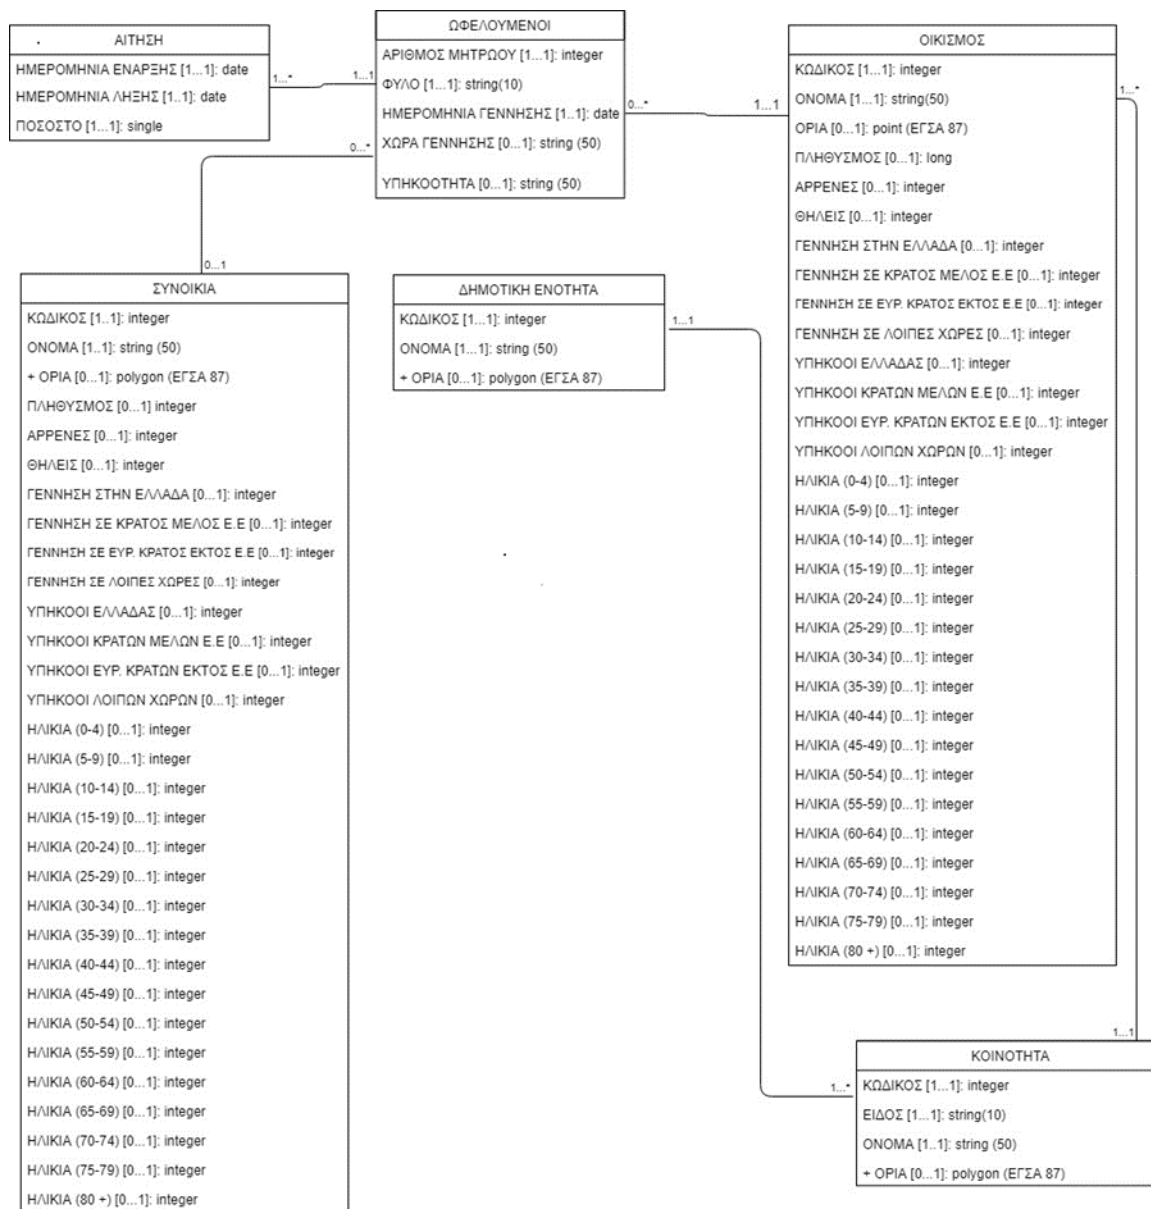 ΑΙΤΗΣΗ
ΗΜΕΡΟΜΗΝΙΑ ΕΝΑΡΞΗΣ [1...1]: date
ΗΜΕΡΟΜΗΝΙΑ ΛΗΞΗΣ [1...1]: date
ΠΟΣΟΣΤΟ [1...1]: single
1...*
1...1
ΩΦΕΛΟΥΜΕΝΟΙ
ΑΡΙΘΜΟΣ ΜΗΤΡΩΟΥ [1...1]: integer
ΦΥΛΟ [1...1]: string(10)
ΗΜΕΡΟΜΗΝΙΑ ΓΕΝΝΗΣΗΣ [1...1]: date
ΧΩΡΑ ΓΕΝΝΗΣΗΣ [0...1]: string (50)
ΥΠΗΚΟΟΤΗΤΑ [0...1]: string (50)
0...*
1...1
0...*
0...1
ΟΙΚΙΣΜΟΣ
ΚΩΔΙΚΟΣ [1...1]: integer
ΟΝΟΜΑ [1...1]: string(50)
ΟΡΙΑ [0...1]: point (ΕΓΣΑ 87)
ΠΛΗΘΥΣΜΟΣ [0...1]: long
ΑΡΡΕΝΕΣ [0...1]: integer
ΘΗΛΕΙΣ [0...1]: integer
ΓΕΝΝΗΣΗ ΣΤΗΝ ΕΛΛΑΔΑ [0...1]: integer
ΓΕΝΝΗΣΗ ΣΕ ΚΡΑΤΟΣ ΜΕΛΟΣ Ε.Ε [0...1]: integer
ΓΕΝΝΗΣΗ ΣΕ ΕΥΡ. ΚΡΑΤΟΣ ΕΚΤΟΣ Ε.Ε [0...1]: integer
ΓΕΝΝΗΣΗ ΣΕ ΛΟΙΠΕΣ ΧΩΡΕΣ [0...1]: integer
ΥΠΗΚΟΟΙ ΕΛΛΑΔΑΣ [0...1]: integer
ΥΠΗΚΟΟΙ ΚΡΑΤΩΝ ΜΕΛΩΝ Ε.Ε [0...1]: integer
ΥΠΗΚΟΟΙ ΕΥΡ. ΚΡΑΤΩΝ ΕΚΤΟΣ Ε.Ε [0...1]: integer
ΥΠΗΚΟΟΙ ΛΟΙΠΩΝ ΧΩΡΩΝ [0...1]: integer
ΗΛΙΚΙΑ (0-4) [0...1]: integer
ΗΛΙΚΙΑ (5-9) [0...1]: integer
ΗΛΙΚΙΑ (10-14) [0...1]: integer
ΗΛΙΚΙΑ (15-19) [0...1]: integer
ΗΛΙΚΙΑ (20-24) [0...1]: integer
ΗΛΙΚΙΑ (25-29) [0...1]: integer
ΗΛΙΚΙΑ (30-34) [0...1]: integer
ΗΛΙΚΙΑ (35-39) [0...1]: integer
ΗΛΙΚΙΑ (40-44) [0...1]: integer
ΗΛΙΚΙΑ (45-49) [0...1]: integer
ΗΛΙΚΙΑ (50-54) [0...1]: integer
ΗΛΙΚΙΑ (55-59) [0...1]: integer
ΗΛΙΚΙΑ (60-64) [0...1]: integer
ΗΛΙΚΙΑ (65-69) [0...1]: integer
ΗΛΙΚΙΑ (70-74) [0...1]: integer
ΗΛΙΚΙΑ (75-79) [0...1]: integer
ΗΛΙΚΙΑ (80 +) [0...1]: integer
1...*
1...1
ΣΥΝΟΙΚΙΑ
ΚΩΔΙΚΟΣ [1...1]: integer
ΟΝΟΜΑ [1...1]: string (50)
+ ΟΡΙΑ [0...1]: polygon (ΕΓΣΑ 87)
ΠΛΗΘΥΣΜΟΣ [0...1] integer
ΑΡΡΕΝΕΣ [0...1]: integer
ΘΗΛΕΙΣ [0...1]: integer
ΓΕΝΝΗΣΗ ΣΤΗΝ ΕΛΛΑΔΑ [0...1]: integer
ΓΕΝΝΗΣΗ ΣΕ ΚΡΑΤΟΣ ΜΕΛΟΣ Ε.Ε [0...1]: integer
ΓΕΝΝΗΣΗ ΣΕ ΕΥΡ. ΚΡΑΤΟΣ ΕΚΤΟΣ Ε.Ε [0...1]: integer
ΓΕΝΝΗΣΗ ΣΕ ΛΟΙΠΕΣ ΧΩΡΕΣ [0...1]: integer
ΥΠΗΚΟΟΙ ΕΛΛΑΔΑΣ [0...1]: integer
ΥΠΗΚΟΟΙ ΚΡΑΤΩΝ ΜΕΛΩΝ Ε.Ε [0...1]: integer
ΥΠΗΚΟΟΙ ΕΥΡ. ΚΡΑΤΩΝ ΕΚΤΟΣ Ε.Ε [0...1]: integer
ΥΠΗΚΟΟΙ ΛΟΙΠΩΝ ΧΩΡΩΝ [0...1]: integer
ΗΛΙΚΙΑ (0-4) [0...1]: integer
ΗΛΙΚΙΑ (5-9) [0...1]: integer
ΗΛΙΚΙΑ (10-14) [0...1]: integer
ΗΛΙΚΙΑ (15-19) [0...1]: integer
ΗΛΙΚΙΑ (20-24) [0...1]: integer
ΗΛΙΚΙΑ (25-29) [0...1]: integer
ΗΛΙΚΙΑ (30-34) [0...1]: integer
ΗΛΙΚΙΑ (35-39) [0...1]: integer
ΗΛΙΚΙΑ (40-44) [0...1]: integer
ΗΛΙΚΙΑ (45-49) [0...1]: integer
ΗΛΙΚΙΑ (50-54) [0...1]: integer
ΗΛΙΚΙΑ (55-59) [0...1]: integer
ΗΛΙΚΙΑ (60-64) [0...1]: integer
ΗΛΙΚΙΑ (65-69) [0...1]: integer
ΗΛΙΚΙΑ (70-74) [0...1]: integer
ΗΛΙΚΙΑ (75-79) [0...1]: integer
ΗΛΙΚΙΑ (80 +) [0...1]: integer
ΔΗΜΟΤΙΚΗ ΕΝΟΤΗΤΑ
ΚΩΔΙΚΟΣ [1...1]: integer
ΟΝΟΜΑ [1...1]: string (50)
+ ΟΡΙΑ [0...1]: polygon (ΕΓΣΑ 87)
1...1
1...*
ΚΟΙΝΟΤΗΤΑ
ΚΩΔΙΚΟΣ [1...1]: integer
ΕΙΔΟΣ [1...1]: string(10)
ΟΝΟΜΑ [1...1]: string (50)
+ ΟΡΙΑ [0...1]: polygon (ΕΓΣΑ 87)